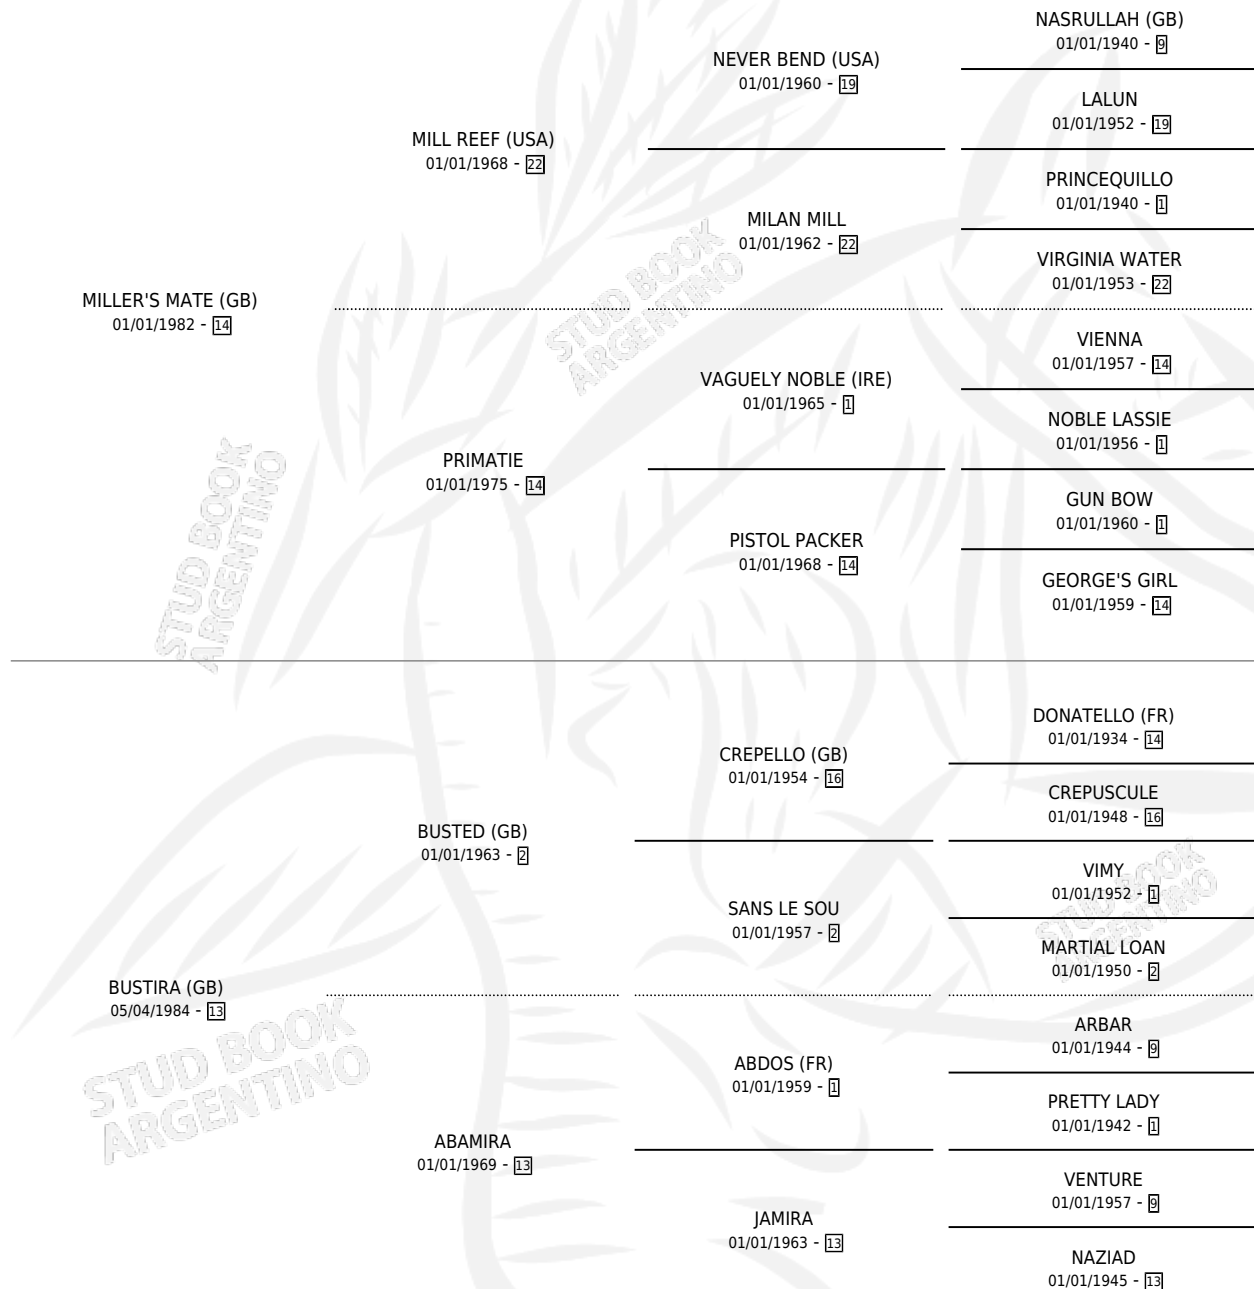 NASRULLAH (GB)
01/01/1940 - 9
NEVER BEND (USA)
01/01/1960 - 19
LALUN
01/01/1952 - 19
MILL REEF (USA)
01/01/1968 - 22
PRINCEQUILLO
01/01/1940 - 1
MILAN MILL
01/01/1962 - 22
VIRGINIA WATER
01/01/1953 - 22
MILLER'S MATE (GB)
01/01/1982 - 14
STUD BOOK
ARGENTINO
VIENNA
01/01/1957 - 14
VAGUELY NOBLE (IRE)
01/01/1965 - 1
NOBLE LASSIE
01/01/1956 - 1
PRIMATIE
01/01/1975 - 14
GUN BOW
01/01/1960 - 1
PISTOL PACKER
01/01/1968 - 14
GEORGE'S GIRL
01/01/1959 - 14
STUD BOOK
ARGENTINO
DONATELLO (FR)
01/01/1934 - 14
CREPELLO (GB)
01/01/1954 - 16
CREPUSCULE
01/01/1948 - 16
BUSTED (GB)
01/01/1963 - 2
VIMY
01/01/1952 - 1
SANS LE SOU
01/01/1957 - 2
STUD BOOK
ARGENTINO
MARTIAL LOAN
01/01/1950 - 2
BUSTIRA (GB)
05/04/1984 - 13
STUD BOOK
ARGENTINO
ARBAR
01/01/1944 - 9
ABDOS (FR)
01/01/1959 - 1
PRETTY LADY
01/01/1942 - 1
ABAMIRA
01/01/1969 - 13
VENTURE
01/01/1957 - 9
JAMIRA
01/01/1963 - 13
NAZIAD
01/01/1945 - 13